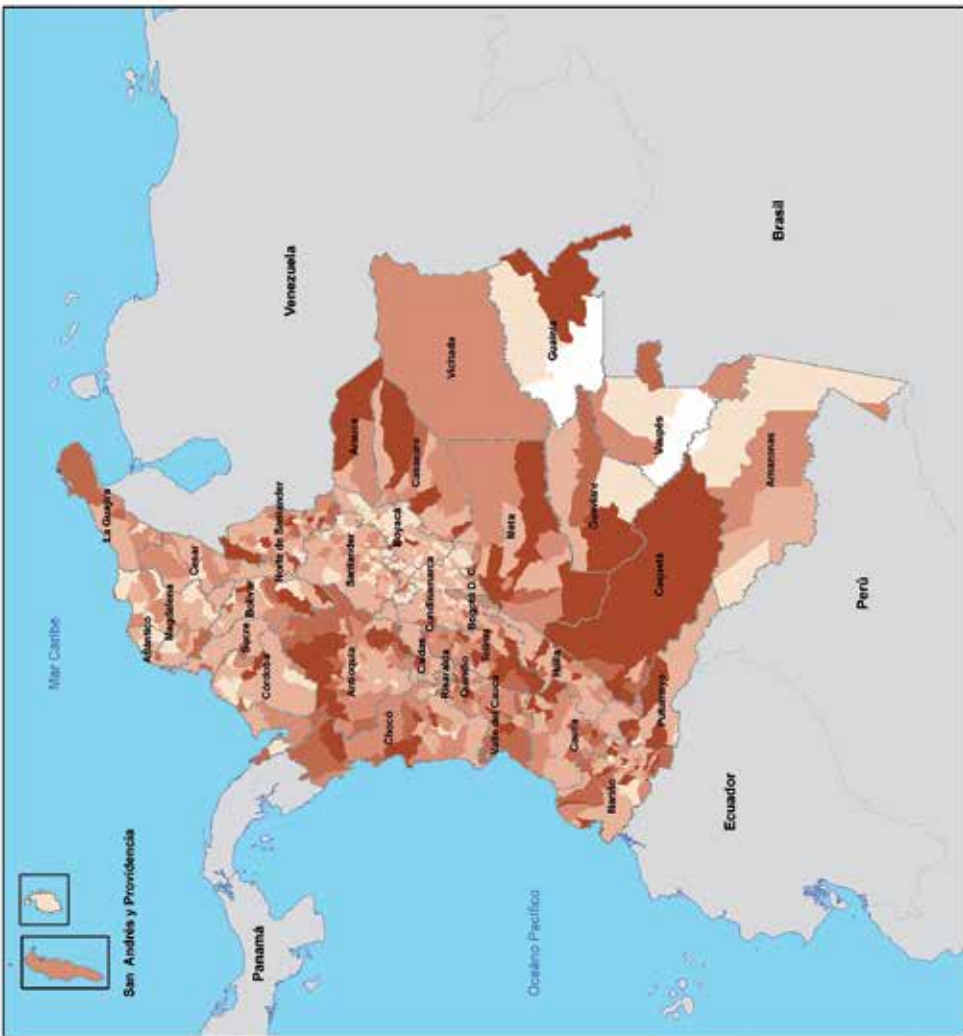 Mar Caribe
San Andrés y Providencia
Panamá
Venezuela
La Guajira
Atlántico
Magdalena
Cesar
Sucre
Bolívar
Córdoba
Norte de Santander
Antioquia
Santander
Arauca
Chocó
Boyacá
Casanare
Caldas
Cundinamarca
Risaralda
Quindío
Bogotá D. C.
Tolima
Vichada
Valle del Cauca
Meta
Huila
Cauca
Guainía
Guaviare
Nariño
Vaupés
Caquetá
Putumayo
Amazonas
Oceáno Pacífico
Ecuador
Perú
Brasil